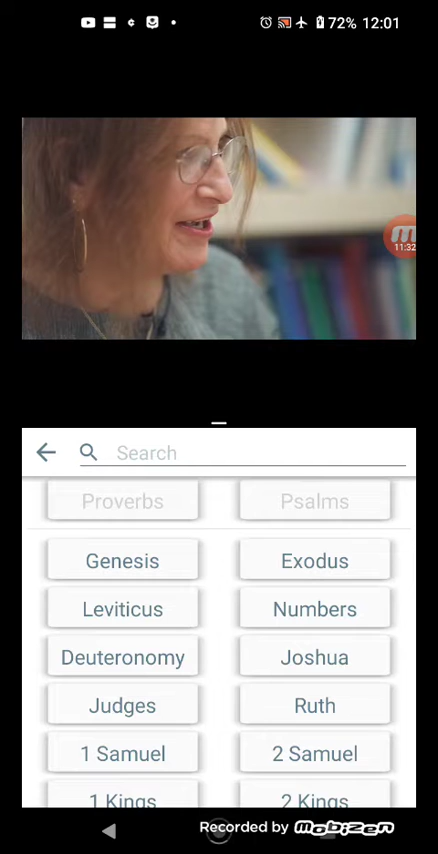 72% 12:01
11:32
Search
Proverbs Psalms
Genesis Exodus
Leviticus Numbers
Deuteronomy Joshua
Judges Ruth
1 Samuel 2 Samuel
1 Kings 2 Kings
Recorded by Mobizen